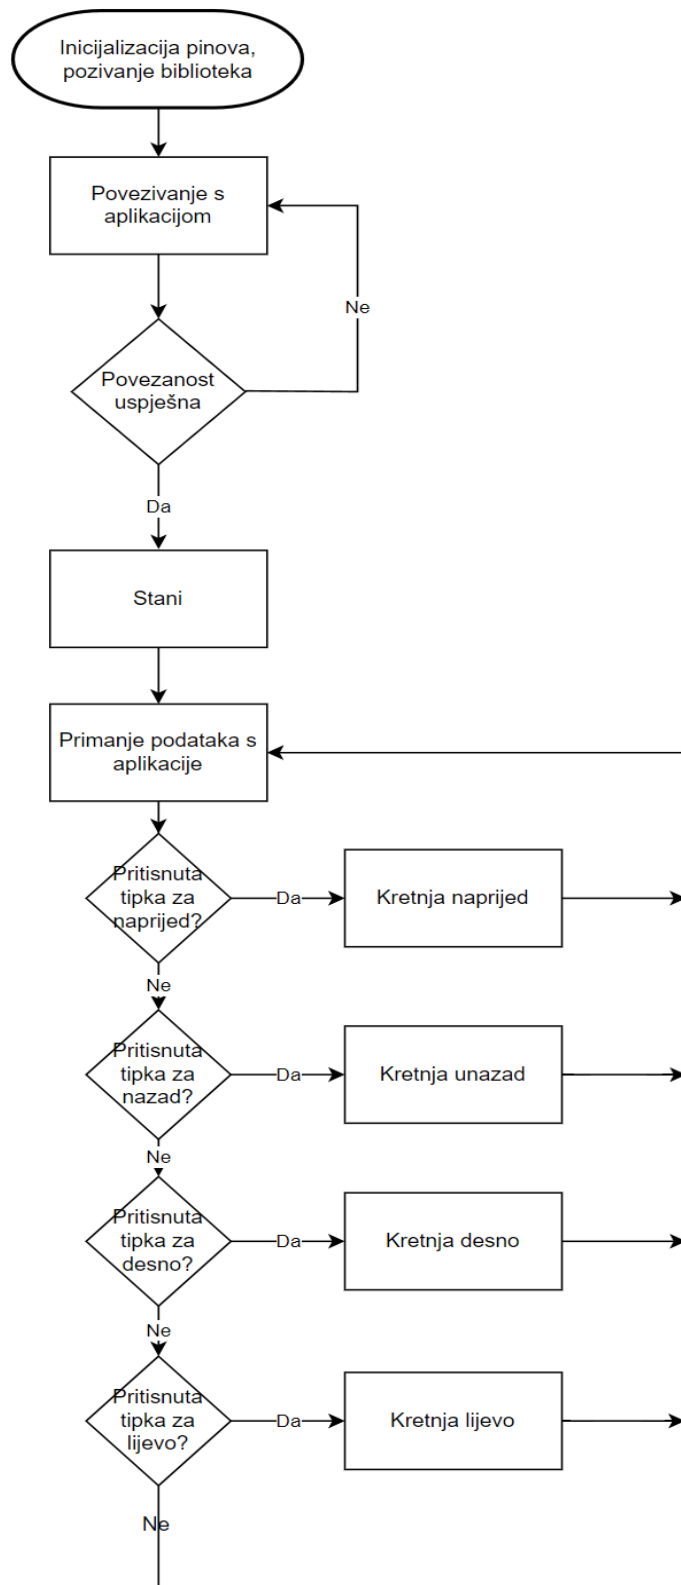 Inicijalizacija pinova,
pozivanje biblioteka
Povezivanje s
aplikacijom
Ne
Povezanost
uspješna
Da
Stani
Primanje podataka s
aplikacije
Pritisnuta
tipka za
naprijed?
Da
Kretnja naprijed
Ne
Pritisnuta
tipka za
nazad?
Da
Kretnja unazad
Ne
Pritisnuta
tipka za
desno?
Da
Kretnja desno
Ne
Pritisnuta
tipka za
lijevo?
Da
Kretnja lijevo
Ne